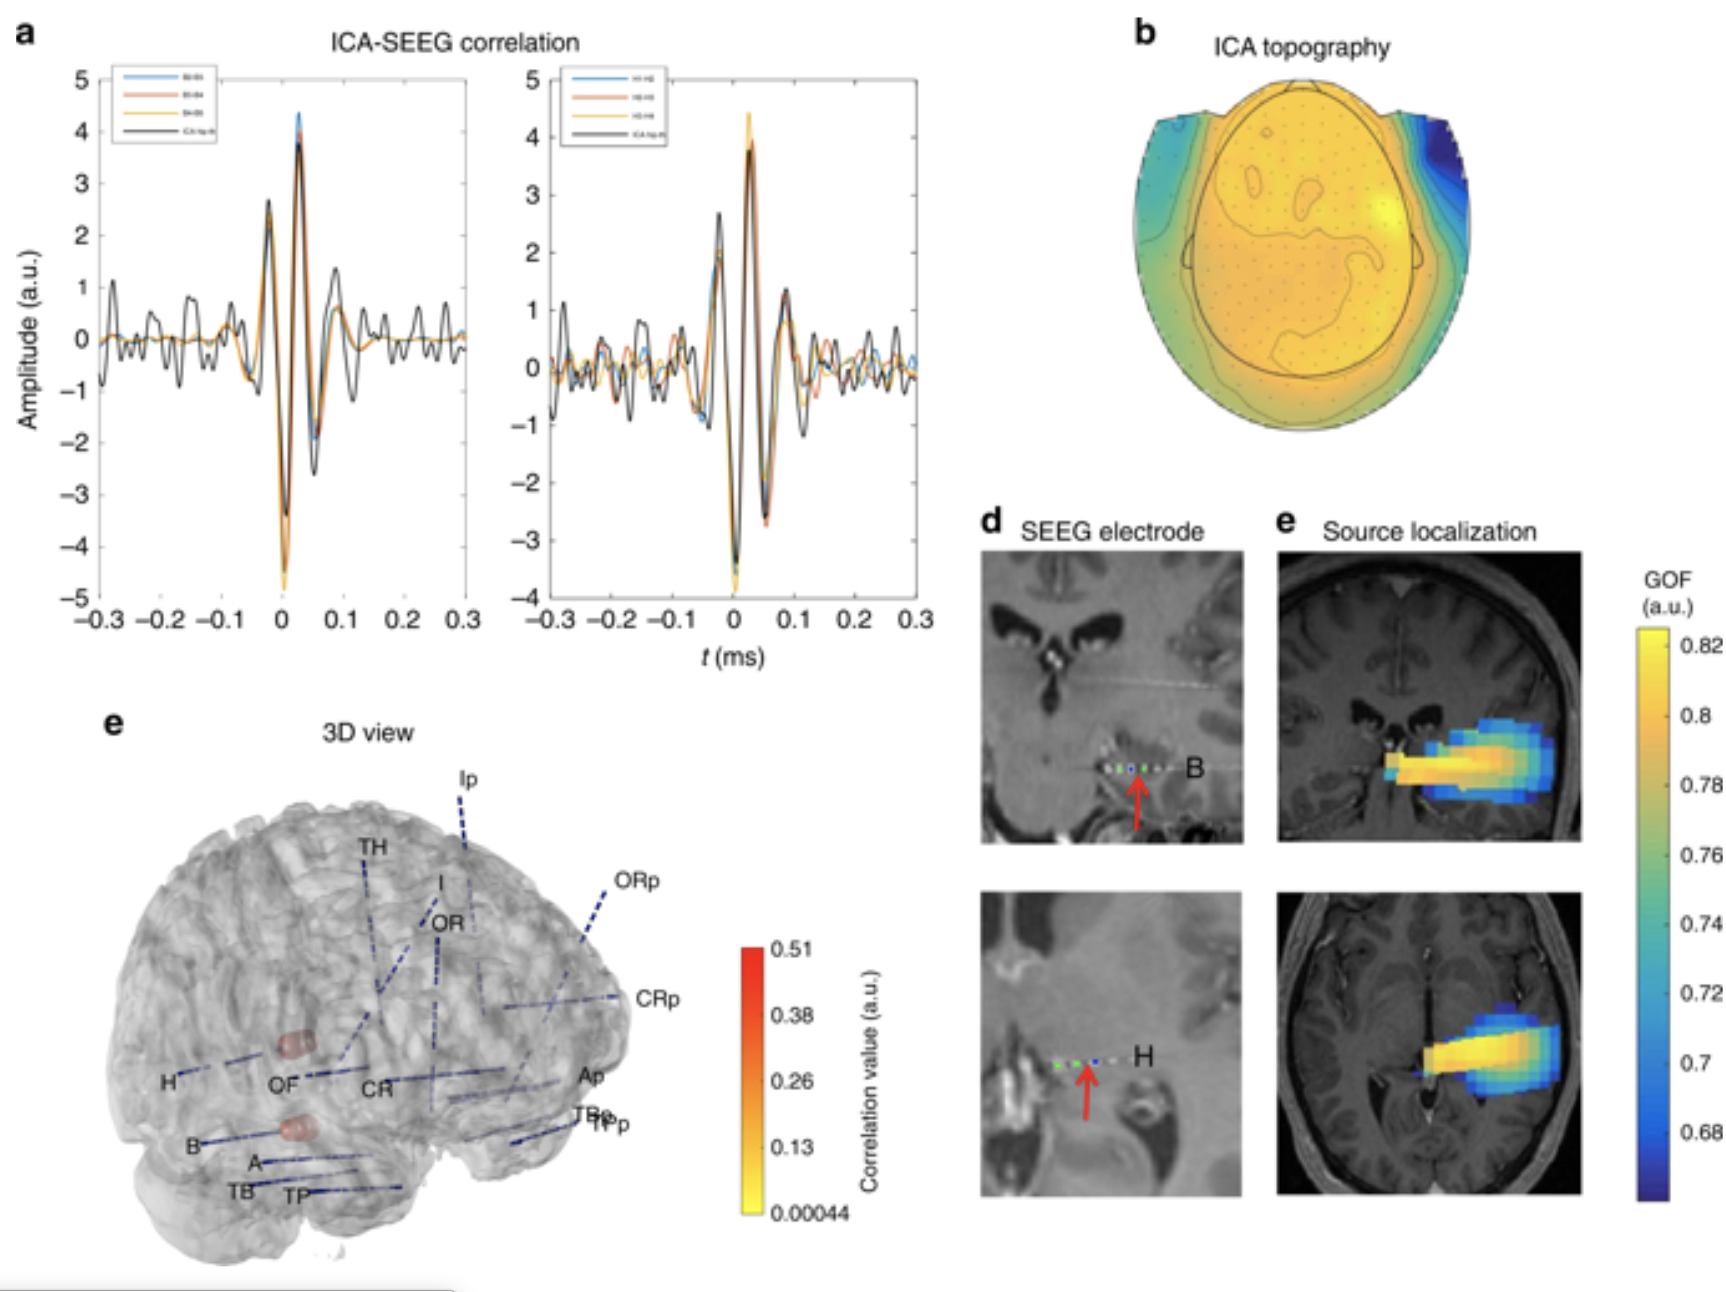 a
ICA-SEEG correlation
5
4
3
2
1
0
−1
−2
−3
−4
−5
Amplitude (a.u.)
−0.3 −0.2 −0.1 0 0.1 0.2 0.3
5
4
3
2
1
0
−1
−2
−3
−4
−0.3 −0.2 −0.1 0 0.1 0.2 0.3
t (ms)
b
ICA topography
d
SEEG electrode
B
H
e
Source localization
GOF
(a.u.)
0.82
0.8
0.78
0.76
0.74
0.72
0.7
0.68
e
3D view
Ip
TH
I
OR
ORp
CRp
H
OF
CR
Ap
TBp
B
A
TB
TP
0.51
0.38
0.26
0.13
0.00044
Correlation value (a.u.)